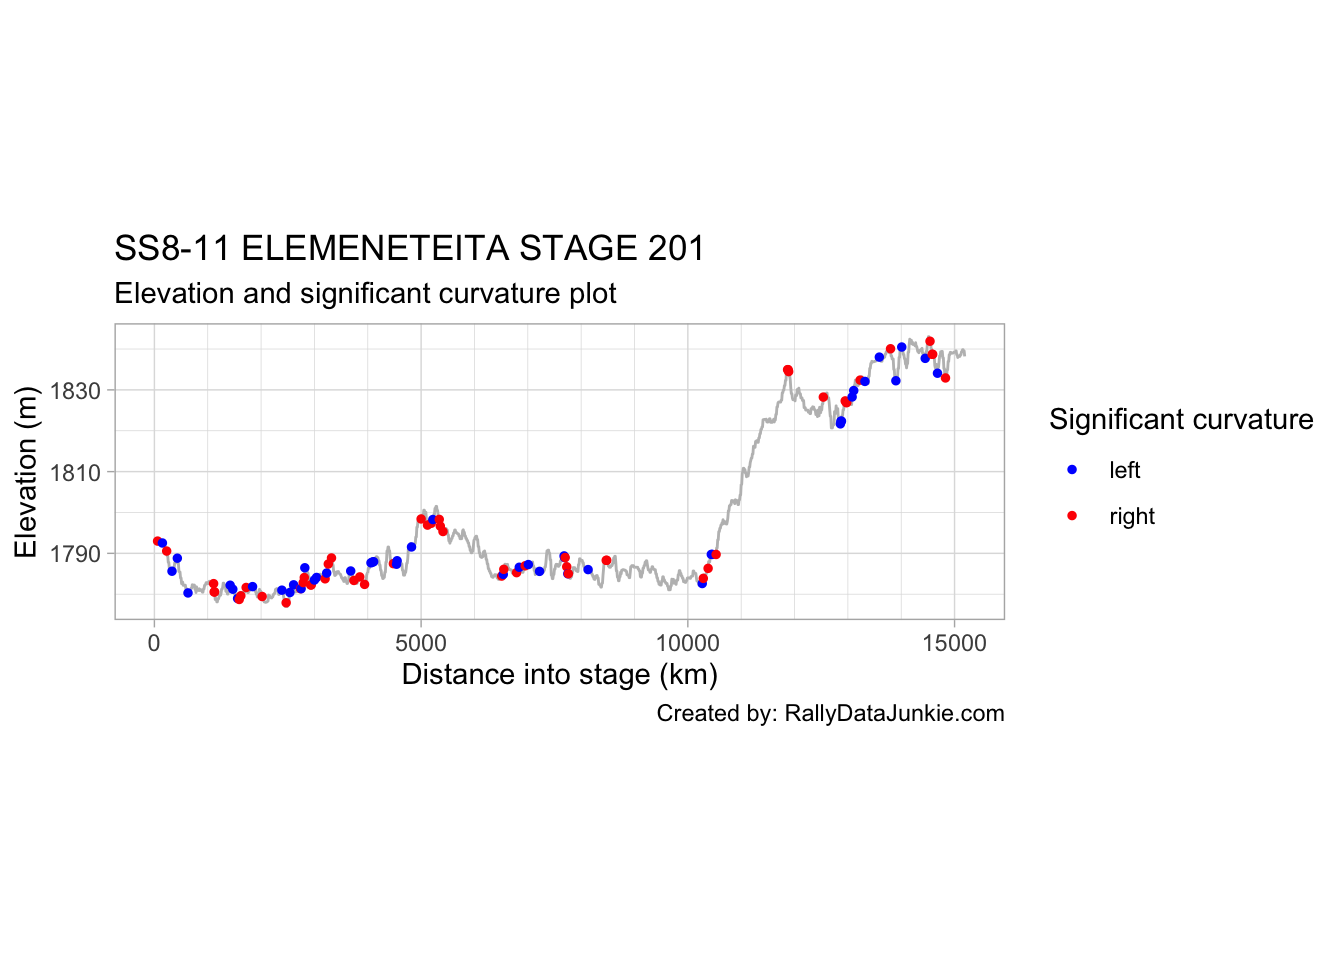 SS8-11 ELEMENETEITA STAGE 201
Elevation and significant curvature plot
Elevation (m)
1830
1810
1790
0 5000 10000 15000
Distance into stage (km)
Created by: RallyDataJunkie.com
Significant curvature
left
right